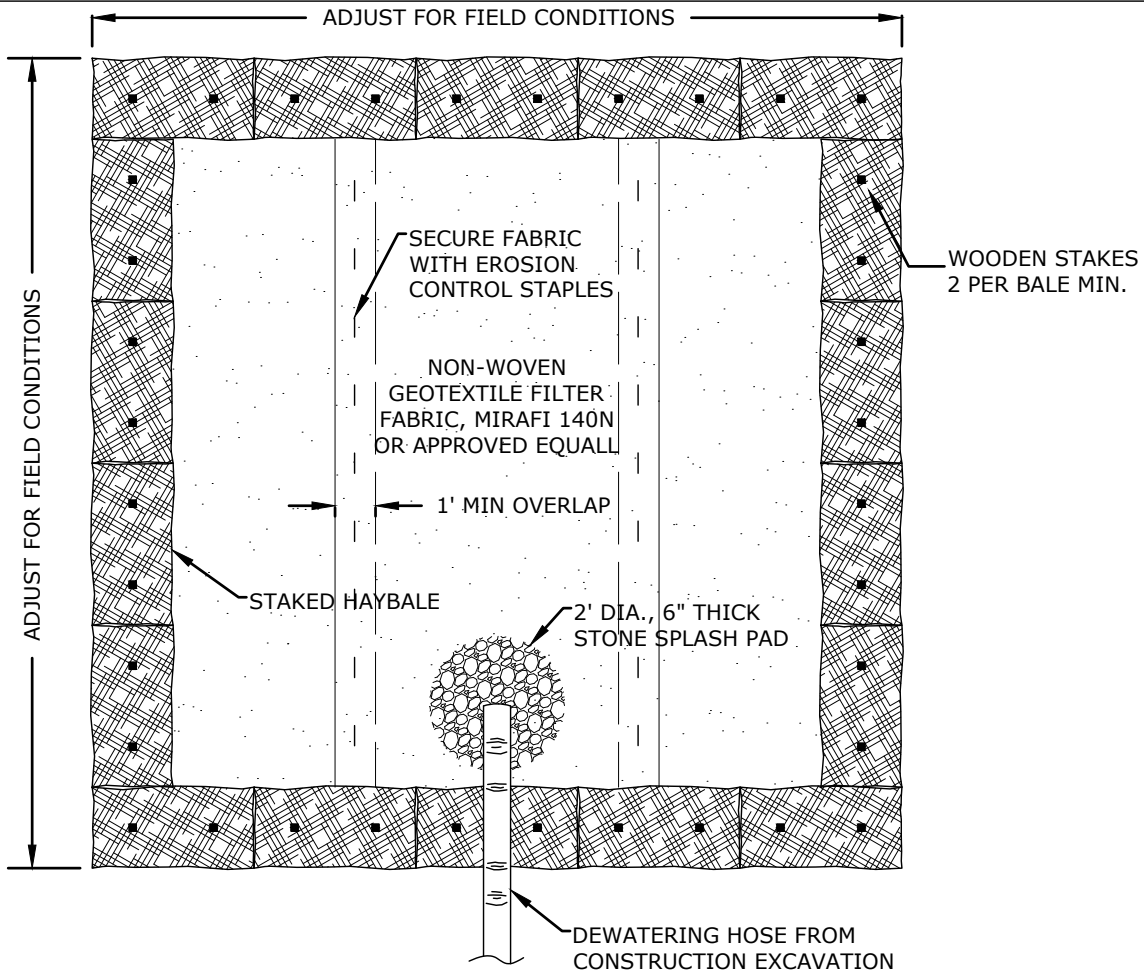 ADJUST FOR FIELD CONDITIONS
ADJUST FOR FIELD CONDITIONS
SECURE FABRIC
WITH EROSION
CONTROL STAPLES
WOODEN STAKES
2 PER BALE MIN.
NON-WOVEN
GEOTEXTILE FILTER
FABRIC, MIRAFI 140N
OR APPROVED EQUALL
1' MIN OVERLAP
STAKED HAYBALE
2' DIA., 6" THICK
STONE SPLASH PAD
DEWATERING HOSE FROM
CONSTRUCTION EXCAVATION